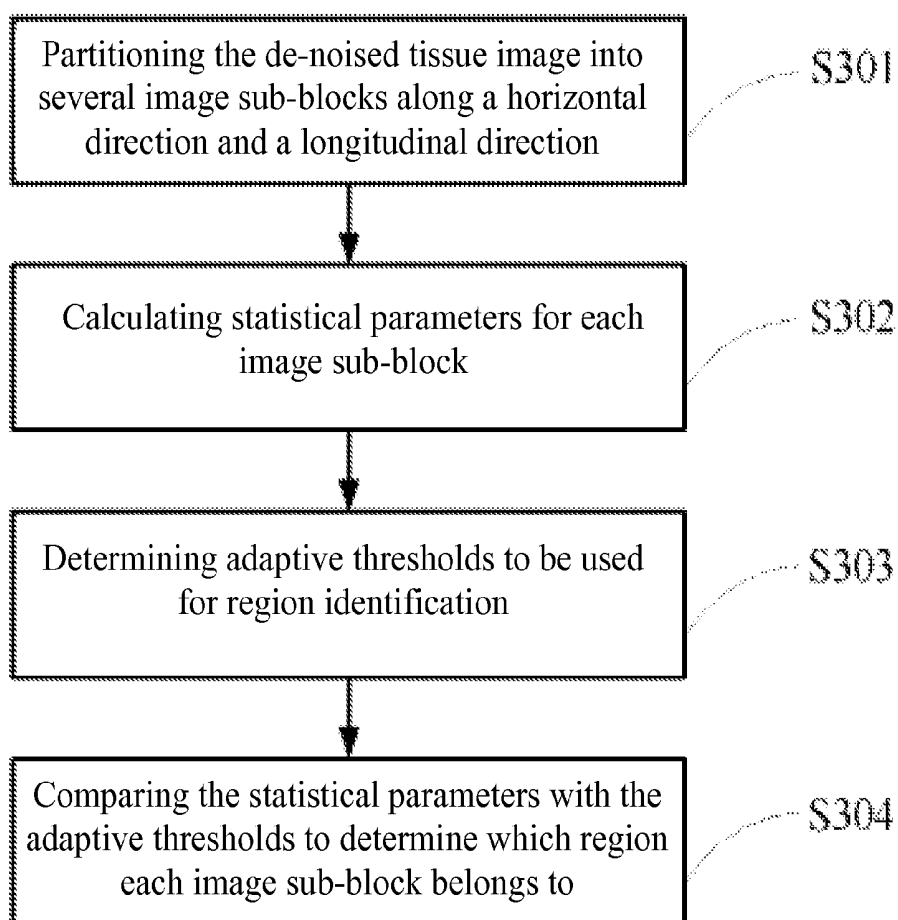 Partitioning the de-noised tissue image into
several image sub-blocks along a horizontal
direction and a longitudinal direction
S301
Calculating statistical parameters for each
image sub-block
S302
Determining adaptive thresholds to be used
for region identification
S303
Comparing the statistical parameters with the
adaptive thresholds to determine which region
each image sub-block belongs to
S304